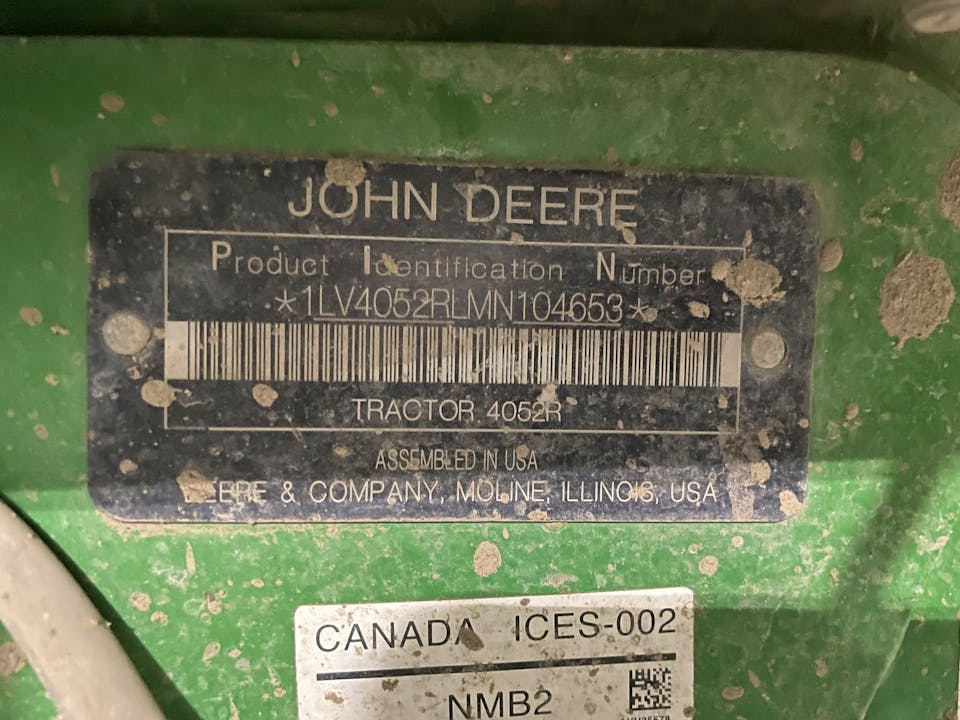 JOHN DEERE
Product Identification Number
*1LV4052RLMN104653*
TRACTOR 4052R
ASSEMBLED IN USA
DEERE & COMPANY, MOLINE, ILLINOIS, USA
CANADA ICES-002
NMB2